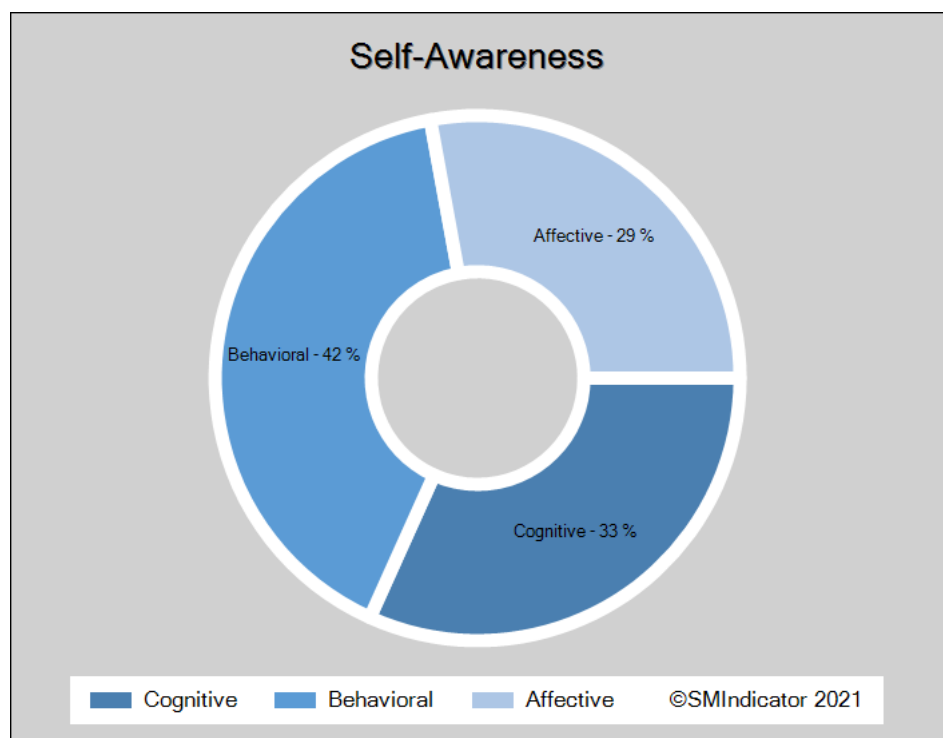 Self-Awareness
Affective - 29 %
Behavioral - 42 %
Cognitive - 33 %
Cognitive Behavioral Affective ©SMIndicator 2021